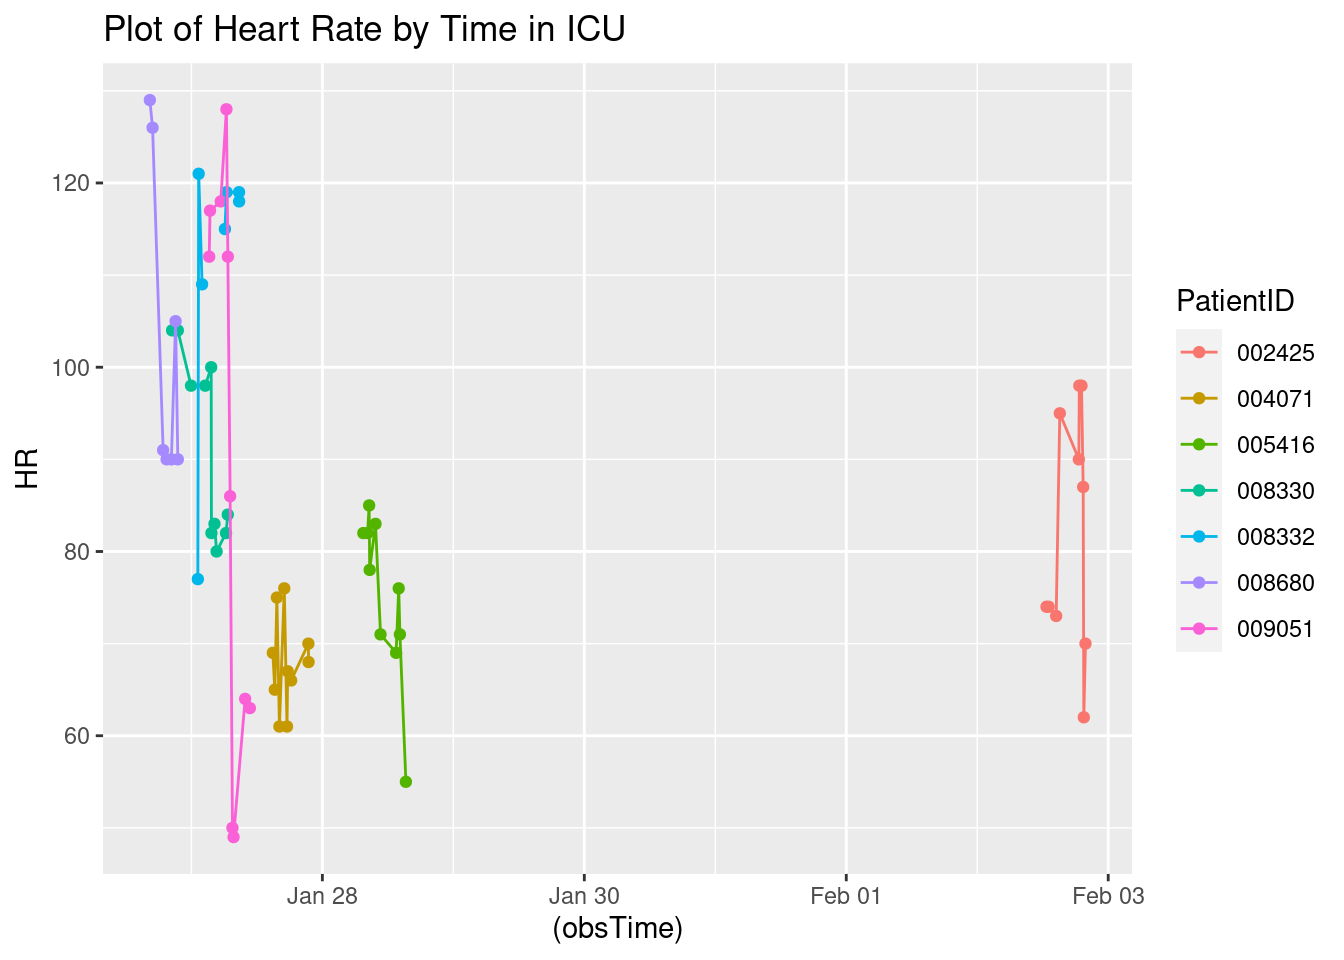 Plot of Heart Rate by Time in ICU
HR
120
100
80
60
Jan 28
Jan 30
Feb 01
Feb 03
(obsTime)
PatientID
002425
004071
005416
008330
008332
008680
009051